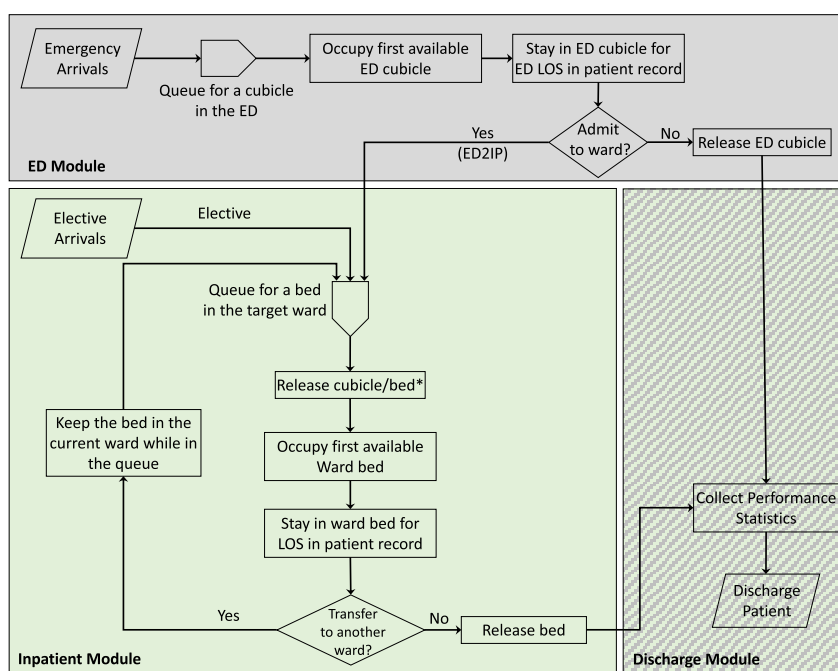 Emergency
Arrivals
Queue for a cubicle
in the ED
Occupy first available
ED cubicle
Stay in ED cubicle for
ED LOS in patient record
Admit
to ward?
Yes
(ED2IP)
No
Release ED cubicle
ED Module
Elective
Arrivals
Elective
Queue for a bed
in the target ward
Release cubicle/bed*
Keep the bed in the
current ward while in
the queue
Occupy first available
Ward bed
Stay in ward bed for
LOS in patient record
Transfer
to another
ward?
Yes
No
Release bed
Inpatient Module
Collect Performance
Statistics
Discharge
Patient
Discharge Module